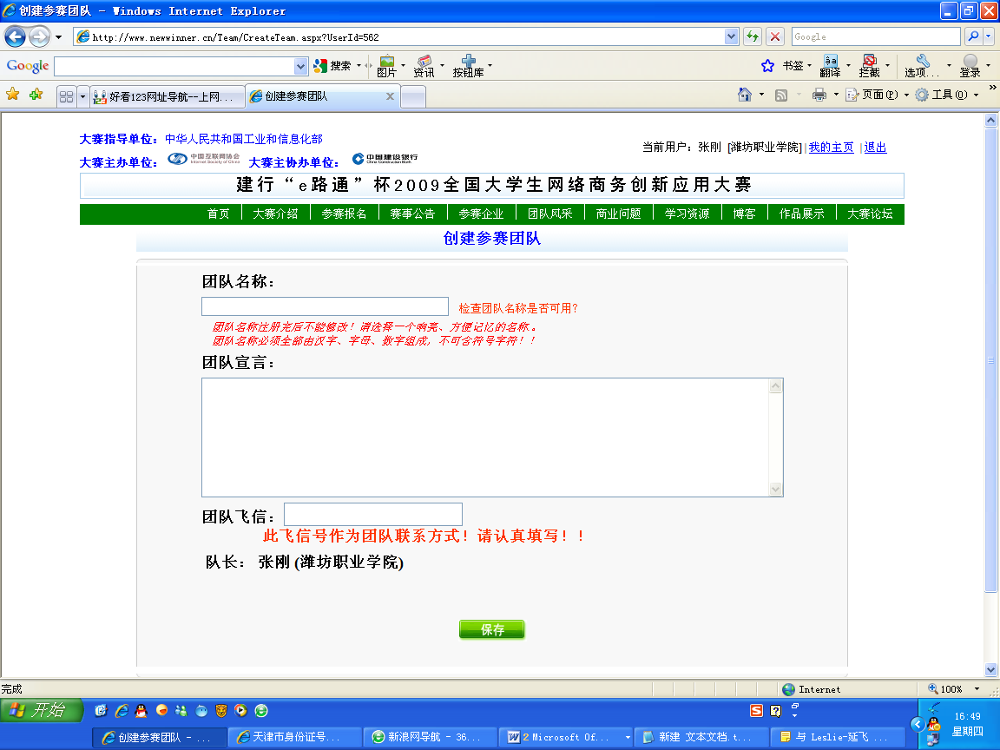 创建参赛团队 - Windows Internet Explorer
http://www.newwinner.cn/Team/CreateTeam.aspx?UserId=562
Google
Google 搜索 图片 资讯 按钮库 书签 翻译 拦截 选项... 登录
好看123网址导航--上网... 创建参赛团队 页面(P) 工具(O) »
大赛指导单位：中华人民共和国工业和信息化部
当前用户：张刚 [潍坊职业学院] |我的主页 |退出
大赛主办单位： 中国互联网协会 Internet Society of China 大赛主协办单位： 中国建设银行 China Construction Bank
建行“e路通”杯2009全国大学生网络商务创新应用大赛
首页 大赛介绍 参赛报名 赛事公告 参赛企业 团队风采 商业问题 学习资源 博客 作品展示 大赛论坛
创建参赛团队
团队名称：
检查团队名称是否可用？
团队名称注册完后不能修改！请选择一个响亮、方便记忆的名称。
团队名称必须全部由汉字、字母、数字组成，不可含符号字符！！
团队宣言：
团队飞信：
此飞信号作为团队联系方式！请认真填写！！
队长： 张刚 (潍坊职业学院)
保存
完成 Internet 100%
开始
16:49
星期四
创建参赛团队 - ... 天津市身份证号... 新浪网导航 - 36... 2 Microsoft Of... 新建 文本文档.t... 与 Leslie-延飞 ...